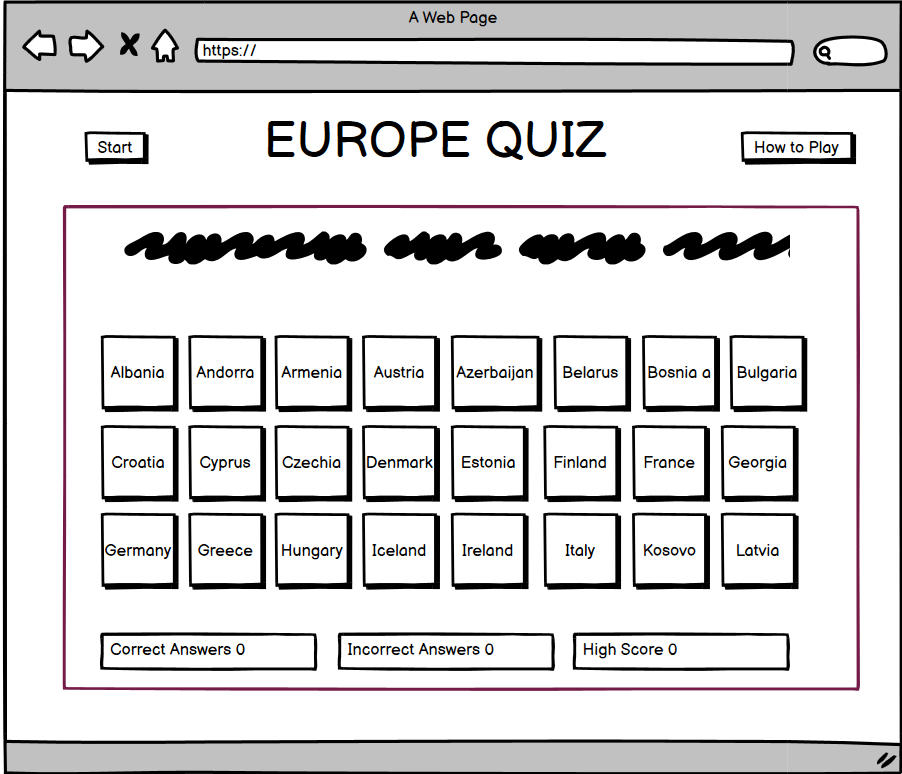 A Web Page
https://
Start EUROPE QUIZ How to Play
Albania Andorra Armenia Austria Azerbaijan Belarus Bosnia a Bulgaria
Croatia Cyprus Czechia Denmark Estonia Finland France Georgia
Germany Greece Hungary Iceland Ireland Italy Kosovo Latvia
Correct Answers 0 Incorrect Answers 0 High Score 0